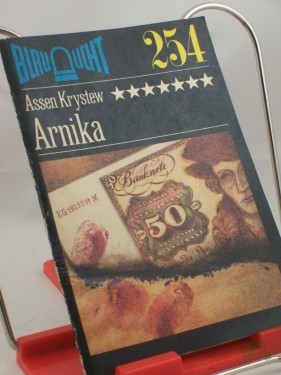 BLAULICHT
254
Assen Krystew
Arnika
Banknote
50